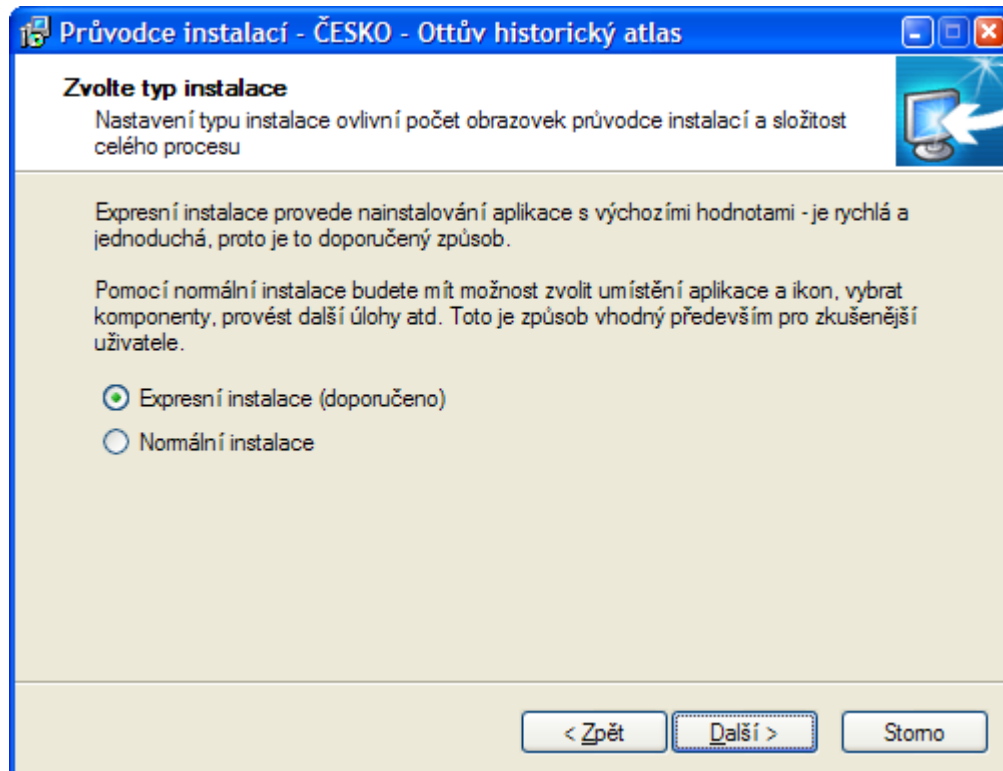 Průvodce instalací - ČESKO - Ottův historický atlas
Zvolte typ instalace
Nastavení typu instalace ovlivní počet obrazovek průvodce instalací a složitost
celého procesu
Expresní instalace provede nainstalování aplikace s výchozími hodnotami - je rychlá a
jednoduchá, proto je to doporučený způsob.
Pomocí normální instalace budete mít možnost zvolit umístění aplikace a ikon, vybrat
komponenty, provést další úlohy atd. Toto je způsob vhodný především pro zkušenější
uživatele.
Expresní instalace (doporučeno)
Normální instalace
< Zpět
Další >
Storno